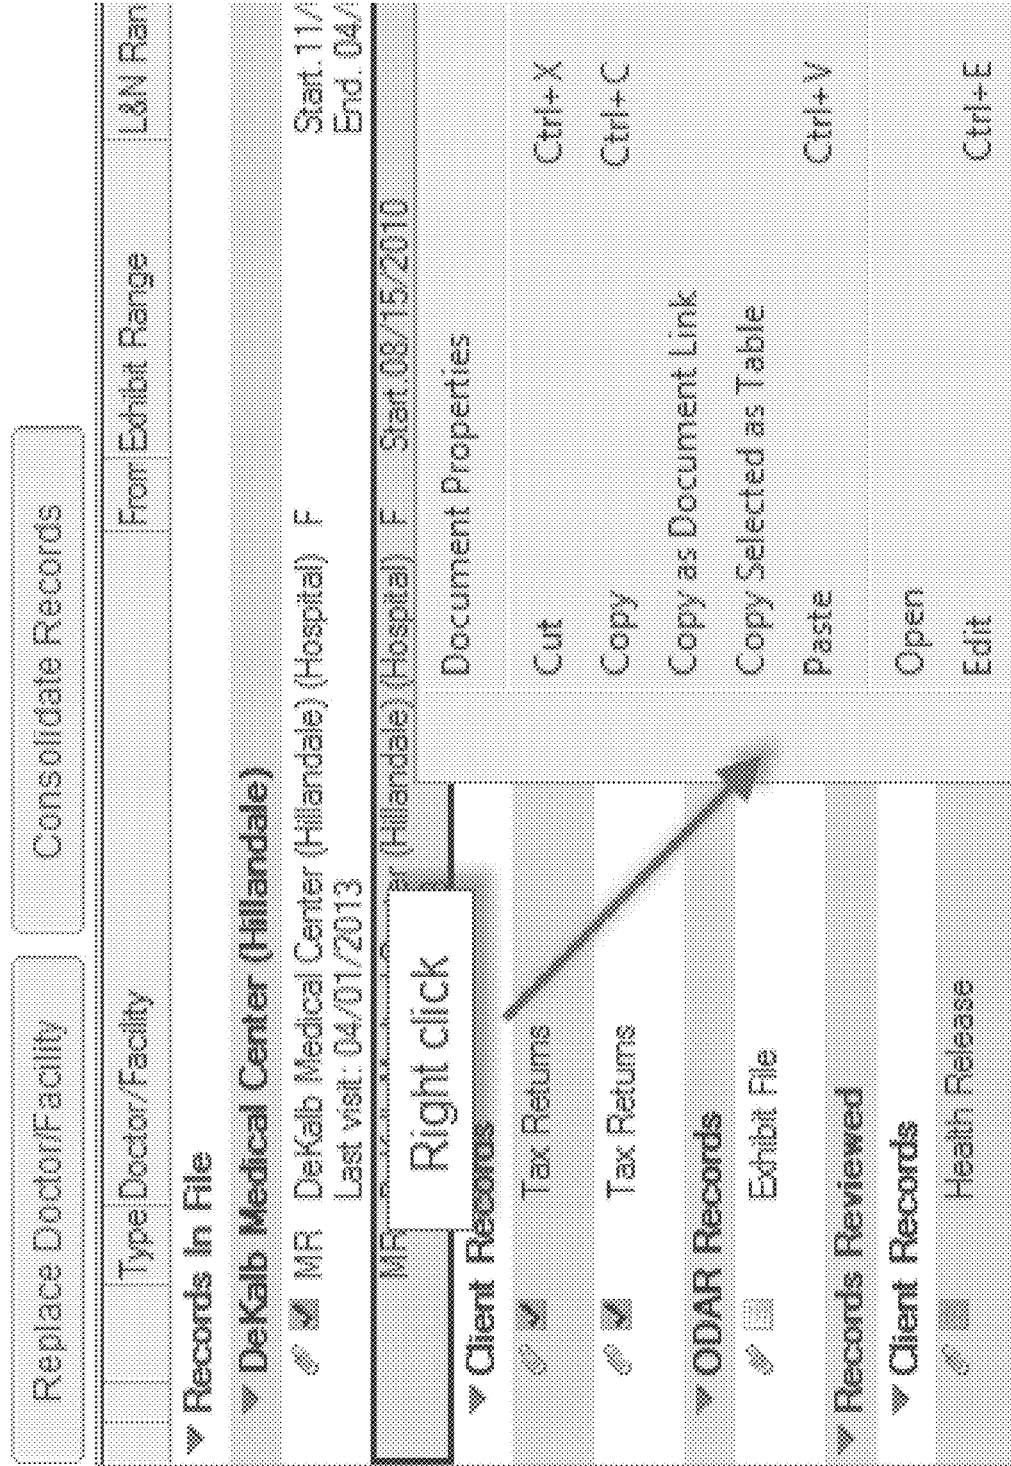 Replace Doctor/Facility
Consolidate Records
Type Doctor/Facility From Exhibit Range L&N Ran
Records In File
DeKalb Medical Center (Hillandale)
MR DeKalb Medical Center (Hillandale) (Hospital) F Start: 11/
Last visit: 04/01/2013 End: 04/
MR (Hillandale) (Hospital) F Start: 08/15/2010
Right click
Client Records
Tax Returns
Tax Returns
ODAR Records
Exhibit File
Records Reviewed
Client Records
Health Release
Document Properties
Cut Ctrl+X
Copy Ctrl+C
Copy as Document Link
Copy Selected as Table
Paste Ctrl+V
Open
Edit Ctrl+E